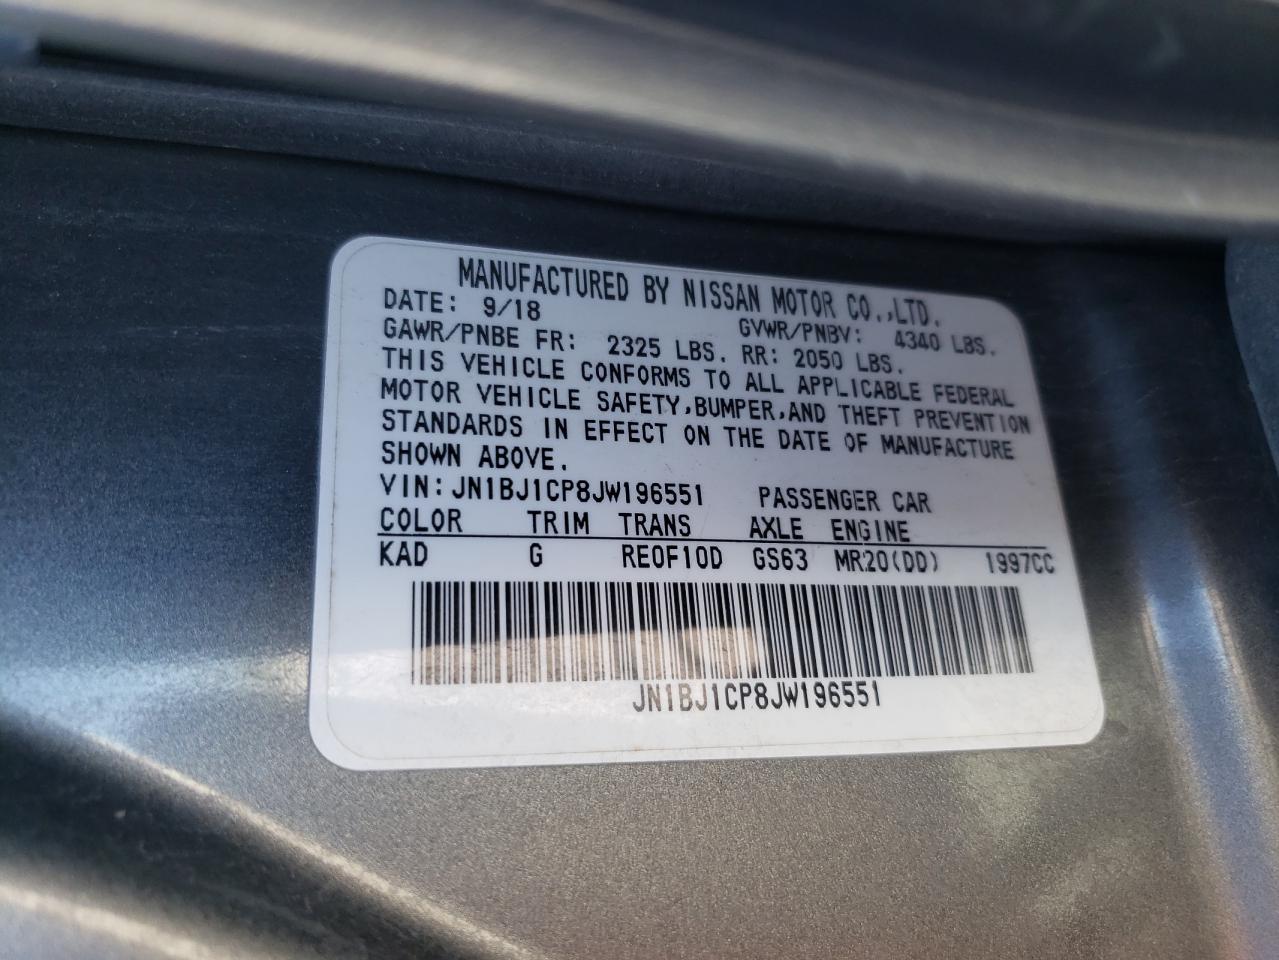 MANUFACTURED BY NISSAN MOTOR CO.,LTD.
DATE: 9/18 GVWR/PNBV: 4340 LBS.
GAWR/PNBE FR: 2325 LBS. RR: 2050 LBS.
THIS VEHICLE CONFORMS TO ALL APPLICABLE FEDERAL
MOTOR VEHICLE SAFETY,BUMPER,AND THEFT PREVENTION
STANDARDS IN EFFECT ON THE DATE OF MANUFACTURE
SHOWN ABOVE.
VIN: JN1BJ1CP8JW196551 PASSENGER CAR
COLOR TRIM TRANS AXLE ENGINE
KAD G RE0F10D GS63 MR20(DD) 1997CC
JN1BJ1CP8JW196551